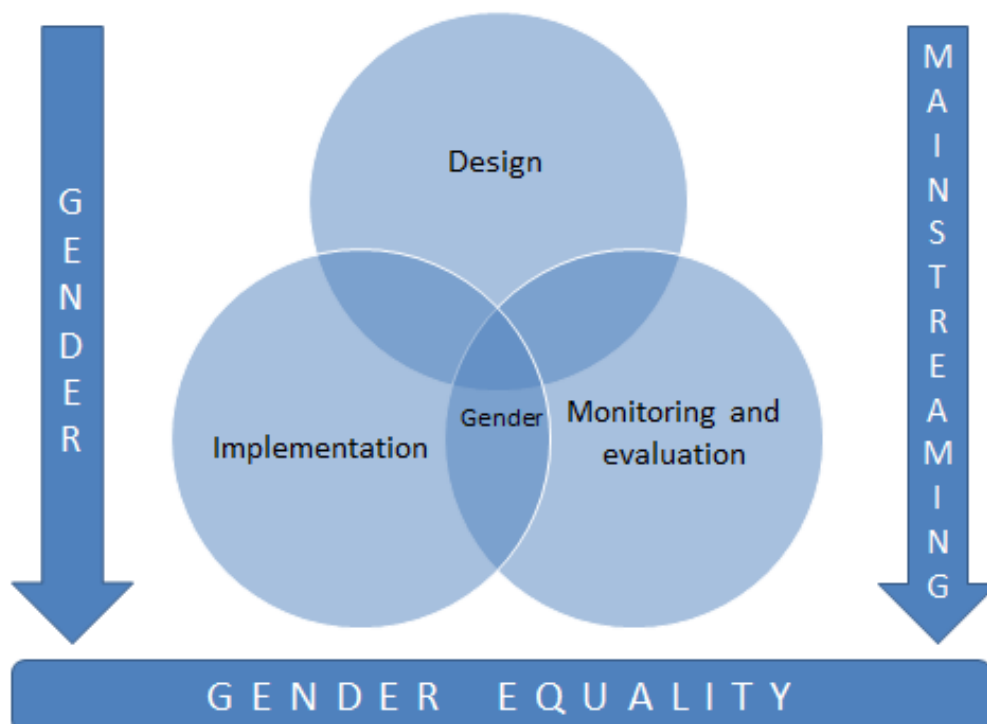 GENDER
MAINSTREAMING
Design
Implementation
Gender
Monitoring and
evaluation
GENDER EQUALITY